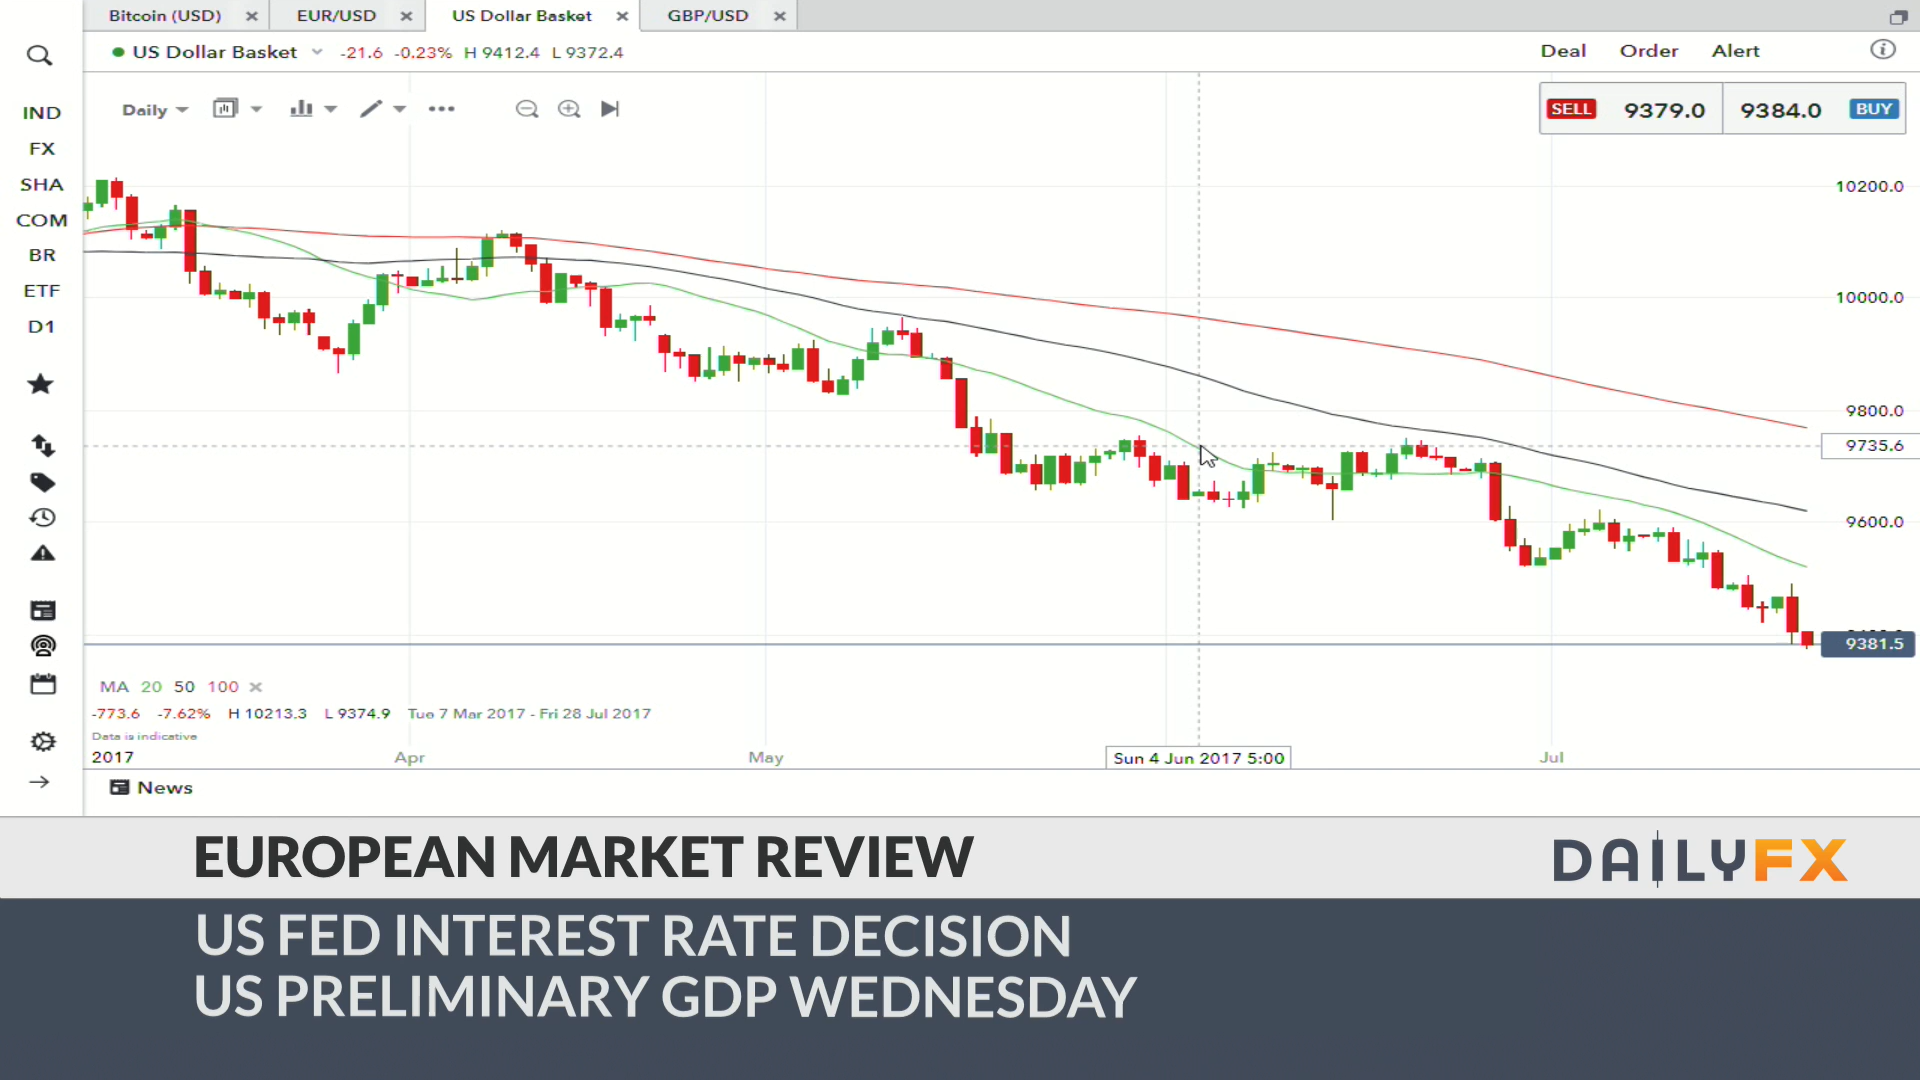 Bitcoin (USD) EUR/USD US Dollar Basket GBP/USD
US Dollar Basket -21.6 -0.23% H 9412.4 L 9372.4 Deal Order Alert
Daily SELL 9379.0 9384.0 BUY
IND
FX
SHA
COM
BR
ETF
D1
10200.0
10000.0
9800.0
9735.6
9600.0
9381.5
MA 20 50 100
-773.6 -7.62% H 10213.3 L 9374.9 Tue 7 Mar 2017 - Fri 28 Jul 2017
Data is indicative
2017 Apr May Sun 4 Jun 2017 5:00 Jul
News
EUROPEAN MARKET REVIEW
DAILYFX
US FED INTEREST RATE DECISION
US PRELIMINARY GDP WEDNESDAY